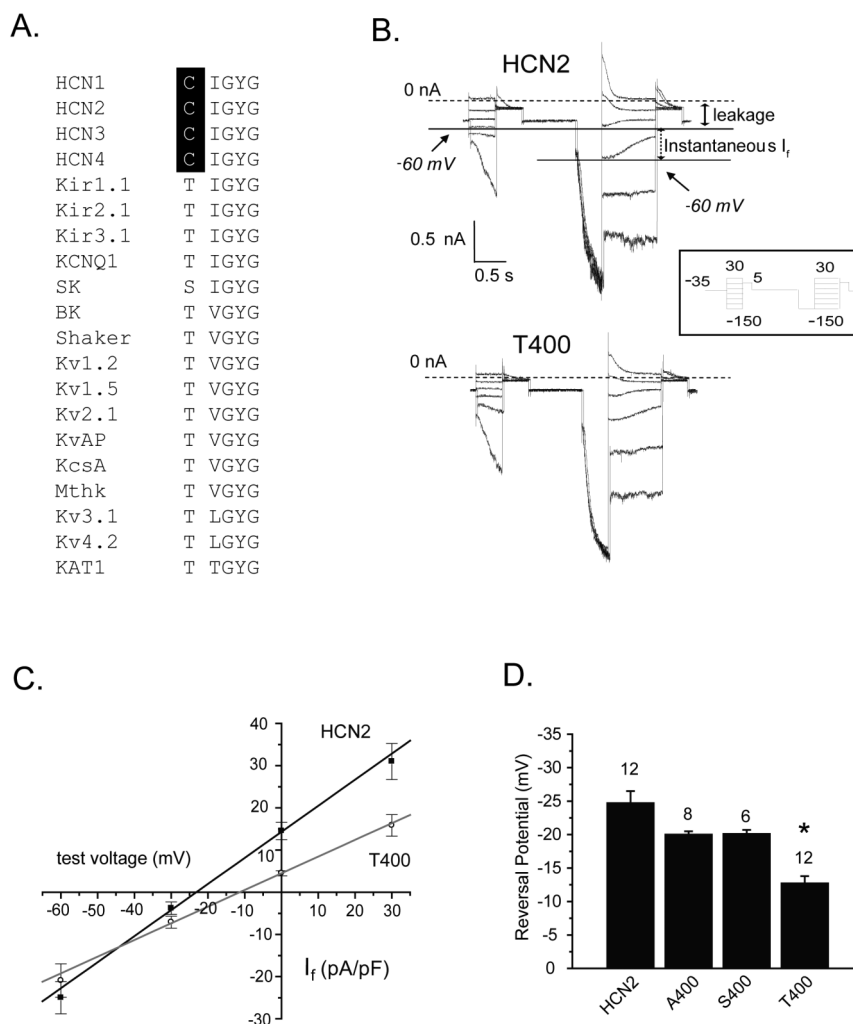 A.
HCN1 C IGYG
HCN2 C IGYG
HCN3 C IGYG
HCN4 C IGYG
Kir1.1 T IGYG
Kir2.1 T IGYG
Kir3.1 T IGYG
KCNQ1 T IGYG
SK S IGYG
BK T VGYG
Shaker T VGYG
Kv1.2 T VGYG
Kv1.5 T VGYG
Kv2.1 T VGYG
KvAP T VGYG
KcsA T VGYG
Mthk T VGYG
Kv3.1 T LGYG
Kv4.2 T LGYG
KAT1 T TGYG
B.
HCN2
0 nA
leakage
Instantaneous If
-60 mV
-60 mV
0.5 nA
0.5 s
30 30
-35 5
-150 -150
T400
0 nA
C.
40
HCN2
30
20
test voltage (mV)
10
T400
-60 -50 -40 -30 -20 -10 0 10 20 30
-10
If (pA/pF)
-20
-30
D.
Reversal Potential (mV)
-35
-30
-25
-20
-15
-10
-5
0
12
8
6
*
12
HCN2
A400
S400
T400